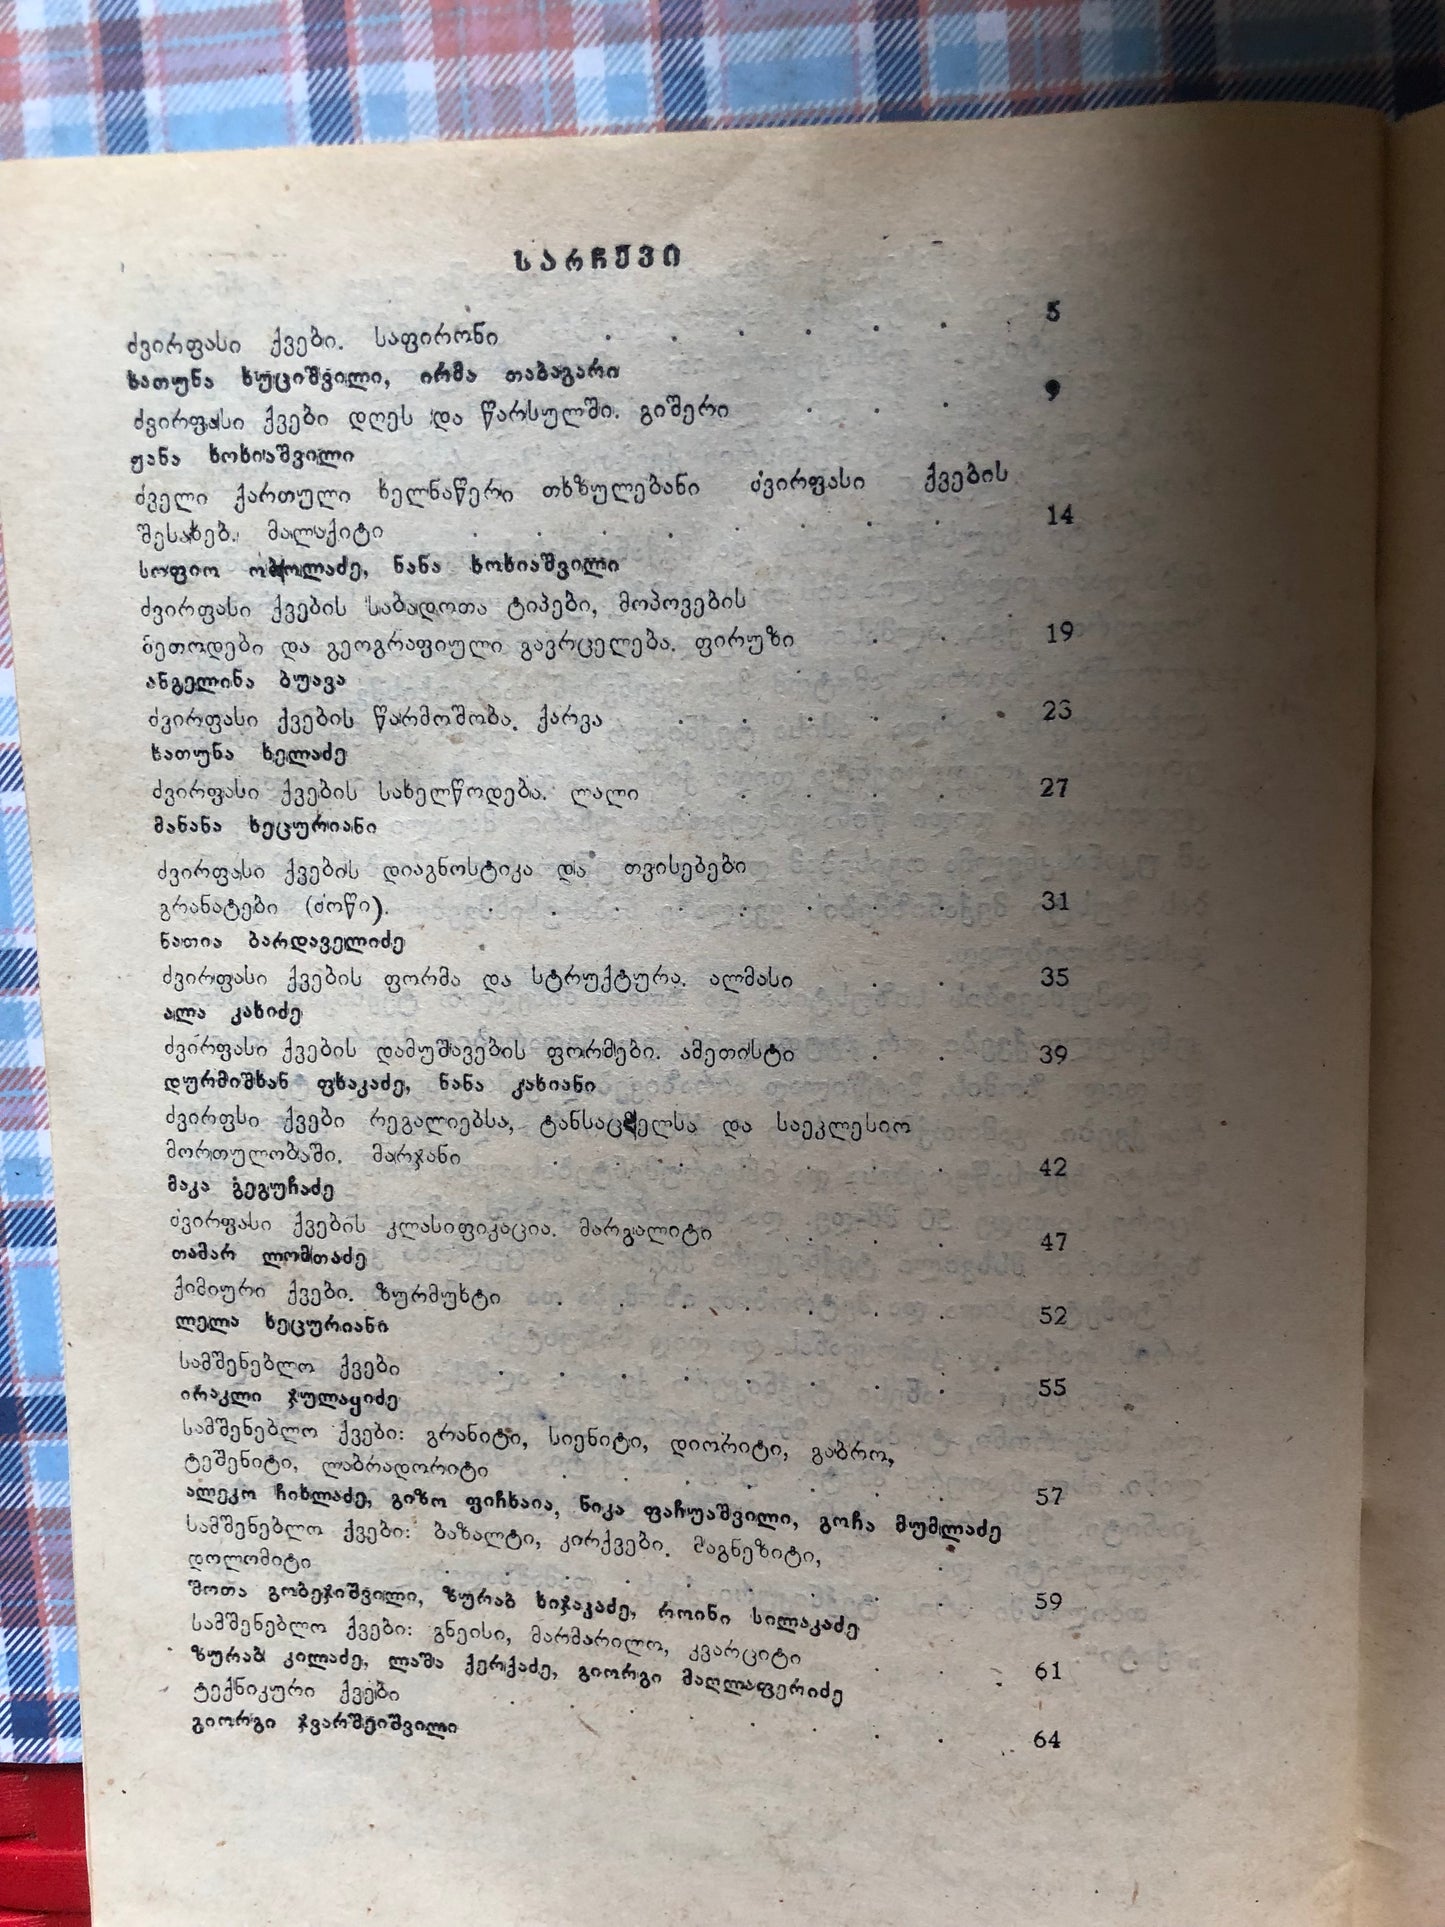 სარჩევი
ძვირფასი ქვები. საფირონი . . . . . . 5
ხათუნა ხუციშვილი, ირმა თაბაგარი
ძვირფასი ქვები დღეს და წარსულში. გიშერი . . . 9
ჟანა ხოხიაშვილი
ძველი ქართული ხელნაწერი თხზულებანი ძვირფასი ქვების
შესახებ. მალაქიტი . . . . . . . . 14
სოფიო ობოლაძე, ნანა ხოხიაშვილი
ძვირფასი ქვების საბადოთა ტიპები, მოპოვების
მეთოდები და გეოგრაფიული გავრცელება. ფირუზი . . 19
ანგელინა ბუავა
ძვირფასი ქვების წარმოშობა. ქარვა . . . . . 23
ხათუნა ხელაძე
ძვირფასი ქვების სახელწოდება. ლალი . . . . 27
მანანა ხეცურიანი
ძვირფასი ქვების დიაგნოსტიკა და თვისებები
გრანატები (ძოწი). . . . . . . . . 31
ნათია ბარდაველიძე
ძვირფასი ქვების ფორმა და სტრუქტურა. ალმასი . . 35
ალა კახიძე
ძვირფასი ქვების დამუშავების ფორმები. ამეთისტი . . 39
დურმიშხან ფხაკაძე, ნანა კახიანი
ძვირფსი ქვები რეგალიებსა, ტანსაცმელსა და საეკლესიო
მორთულობაში. მარჯანი . . . . . . . 42
მაკა გეგუჩაძე
ძვირფასი ქვების კლასიფიკაცია. მარგალიტი . . . 47
თამარ ლომთაძე
ქიმიური ქვები. ზურმუხტი . . . . . . 52
ლელა ხეცურიანი
სამშენებლო ქვები . . . . . . . . 55
ირაკლი ჯულაყიძე
სამშენებლო ქვები: გრანიტი, სიენიტი, დიორიტი, გაბრო,
ტეშენიტი, ლაბრადორიტი . . . . . . . 57
ალეკო ჩიხლაძე, გიზო ფიჩხაია, ნიკა ფაჩუაშვილი, გოჩა მუმლაძე
სამშენებლო ქვები: ბაზალტი, კირქვები. მაგნეზიტი,
დოლომიტი . . . . . . . . 59
შოთა გობეჯიშვილი, ზურაბ ხიჯაკაძე, როინი სილაკაძე
სამშენებლო ქვები: გნეისი, მარმარილო, კვარციტი . . 61
ზურაბ კილაძე, ლაშა ქერქაძე, გიორგი მაღლაფერიძე
ტექნიკური ქვები . . . . . . . 64
გიორგი ჯვარშეიშვილი